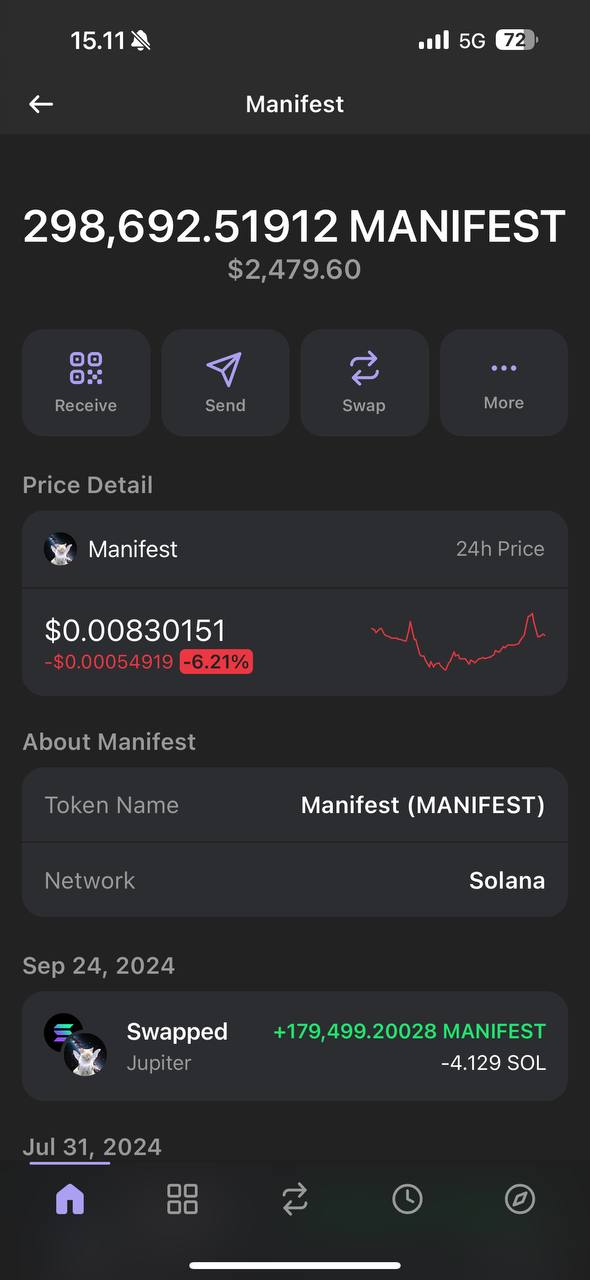 15.11
5G
72
Manifest
298,692.51912 MANIFEST
$2,479.60
Receive
Send
Swap
More
Price Detail
Manifest
24h Price
$0.00830151
-$0.00054919 -6.21%
About Manifest
Token Name
Manifest (MANIFEST)
Network
Solana
Sep 24, 2024
Swapped
+179,499.20028 MANIFEST
Jupiter
-4.129 SOL
Jul 31, 2024